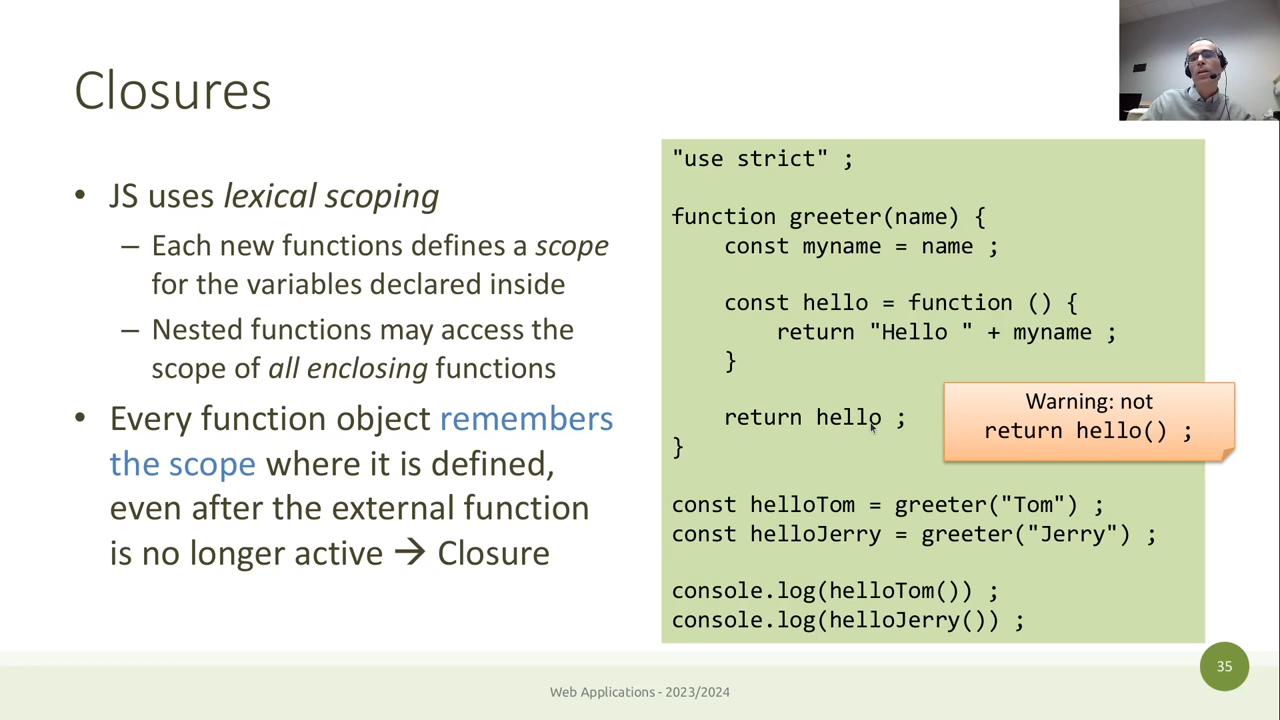 Closures
• JS uses lexical scoping
– Each new functions defines a scope
for the variables declared inside
– Nested functions may access the
scope of all enclosing functions
• Every function object remembers
the scope where it is defined,
even after the external function
is no longer active → Closure
"use strict" ;
function greeter(name) {
const myname = name ;
const hello = function () {
return "Hello " + myname ;
}
return hello ;
}
const helloTom = greeter("Tom") ;
const helloJerry = greeter("Jerry") ;
console.log(helloTom()) ;
console.log(helloJerry()) ;
Warning: not
return hello() ;
Web Applications - 2023/2024
35